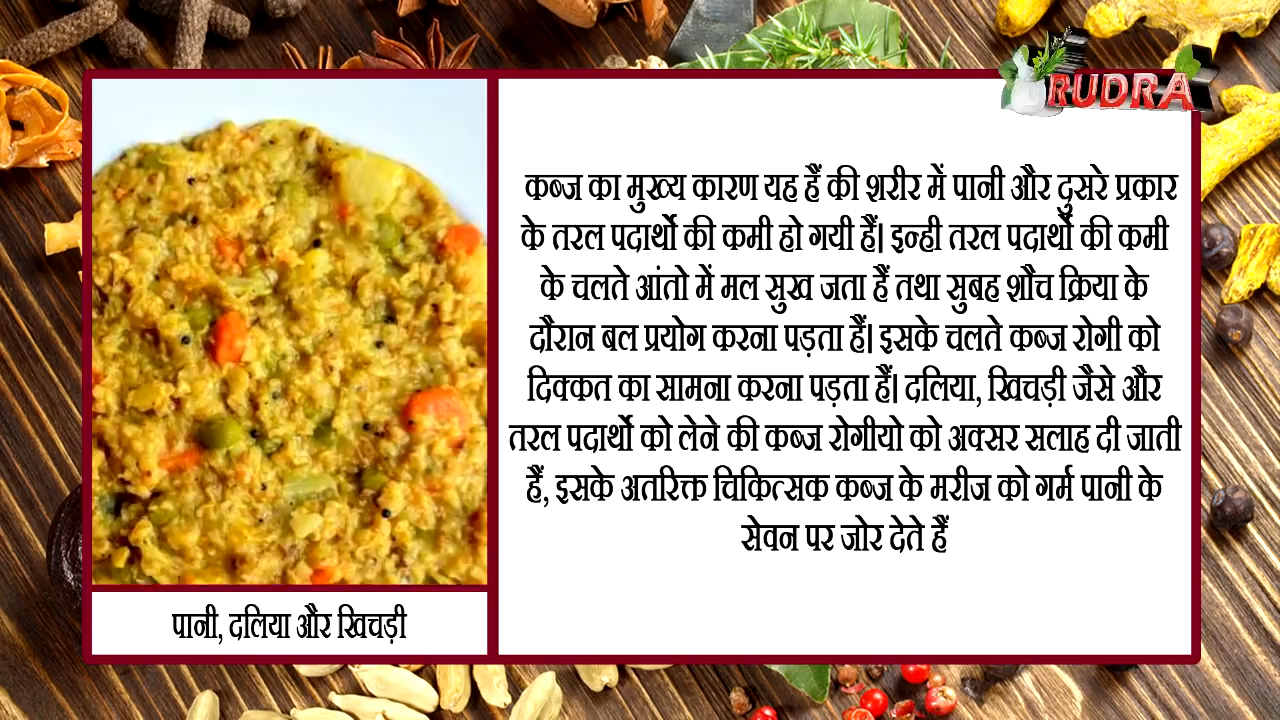 RUDRA
कब्ज का मुख्य कारण यह हैं की शरीर में पानी और दुसरे प्रकार
के तरल पदार्थो की कमी हो गयी हैं। इन्ही तरल पदार्थो की कमी
के चलते आंतो में मल सुख जता हैं तथा सुबह शौच क्रिया के
दौरान बल प्रयोग करना पड़ता हैं। इसके चलते कब्ज रोगी को
दिक्कत का सामना करना पड़ता हैं। दलिया, खिचड़ी जैसे और
तरल पदार्थो को लेने की कब्ज रोगीयो को अक्सर सलाह दी जाती
हैं, इसके अतरिक्त चिकित्सक कब्ज के मरीज को गर्म पानी के
सेवन पर जोर देते हैं
पानी, दलिया और खिचड़ी